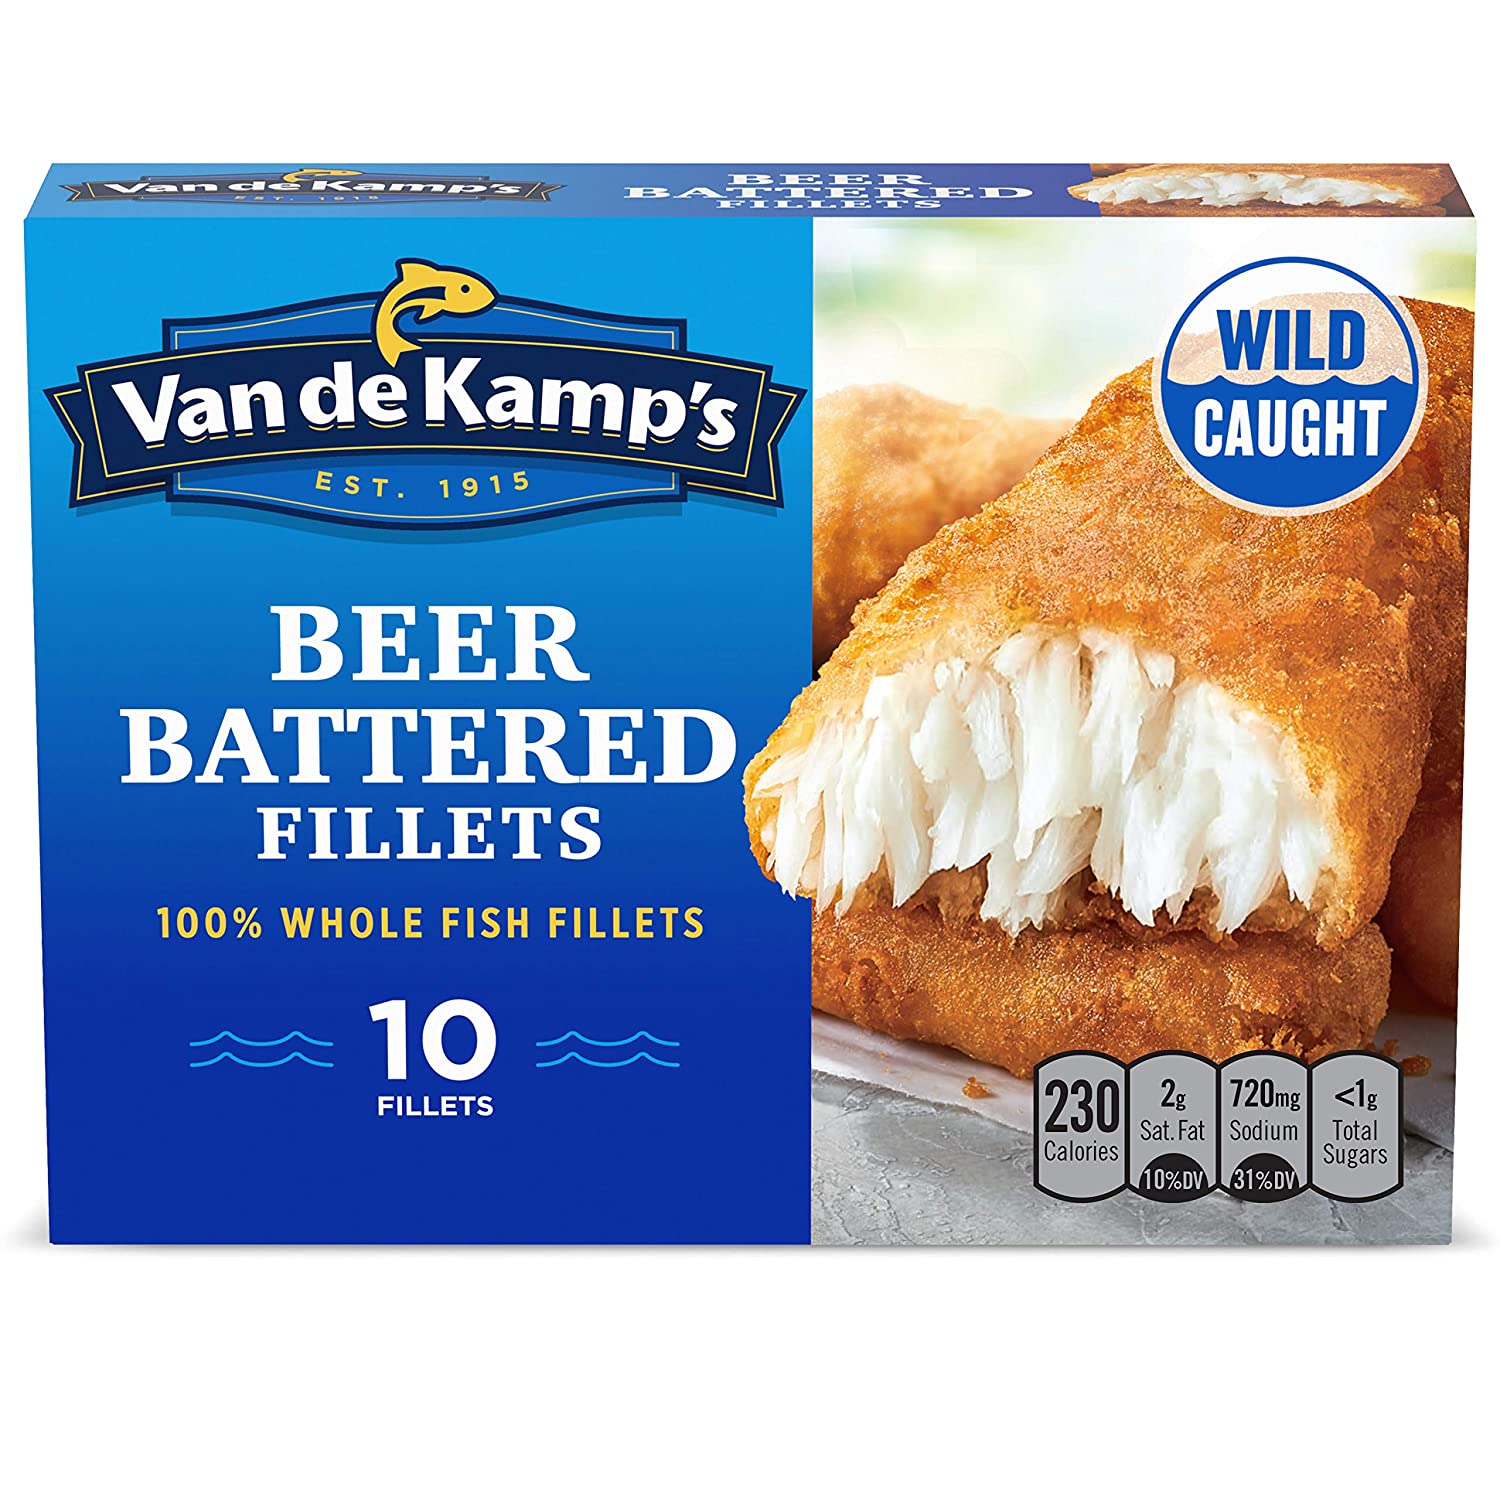 Van de Kamp's
EST. 1915
BEER
BATTERED
FILLETS
Van de Kamp's
EST. 1915
BEER
BATTERED
FILLETS
100% WHOLE FISH FILLETS
10
FILLETS
WILD
CAUGHT
230
Calories
2g
Sat. Fat
10%DV
720mg
Sodium
31%DV
<1g
Total
Sugars